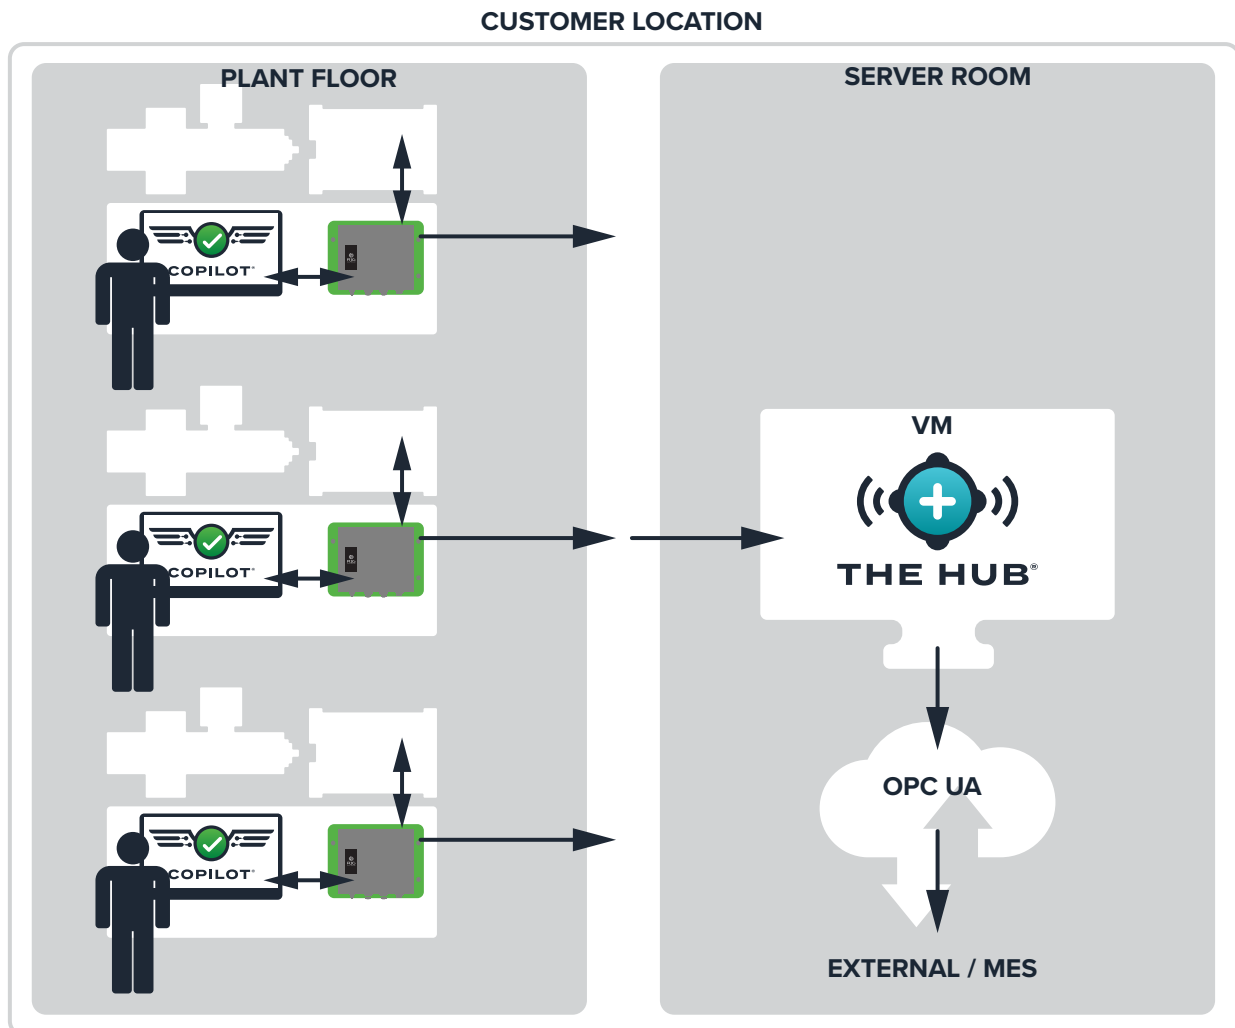 CUSTOMER LOCATION
PLANT FLOOR
SERVER ROOM
COPILOT®
COPILOT®
COPILOT®
VM
THE HUB®
OPC UA
EXTERNAL / MES